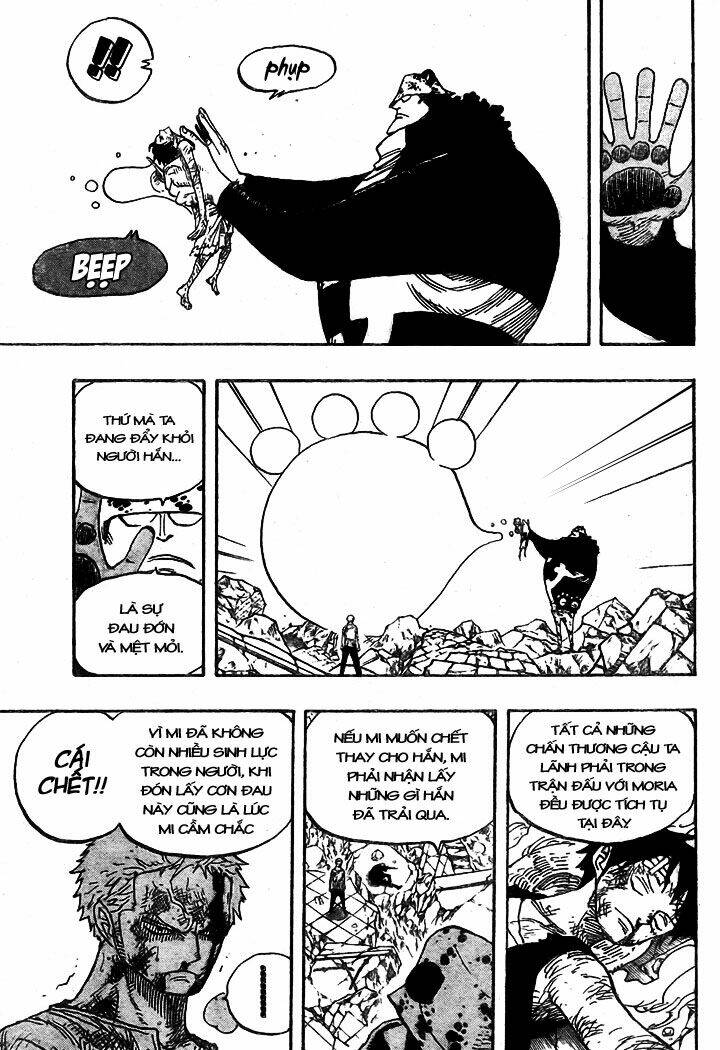 phụp
!!
BẸẸP
THỨ MÀ TA
ĐANG ĐẨY KHỎI
NGƯỜI HẮN...
LÀ SỰ
ĐAU ĐỚN
VÀ MỆT MỎI.
TẤT CẢ NHỮNG
CHẤN THƯƠNG CẬU TA
LÃNH PHẢI TRONG
TRẬN ĐẤU VỚI MORIA
ĐỀU ĐƯỢC TÍCH TỤ
TẠI ĐÂY.
NẾU MI MUỐN CHẾT
THAY CHO HẮN, MI
PHẢI NHẬN LẤY
NHỮNG GÌ HẮN
ĐÃ TRẢI QUA.
VÌ MI ĐÃ KHÔNG
CÒN NHIỀU SINH LỰC
TRONG NGƯỜI, KHI
ĐÓN LẤY CƠN ĐAU
NÀY CŨNG LÀ LÚC
MI CẦM CHẮC
CÁI
CHẾT!!
.........